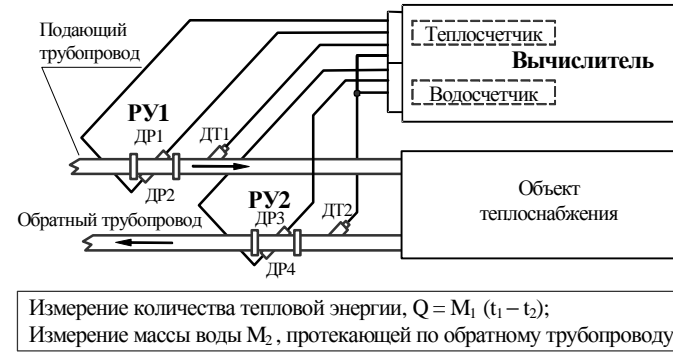 Подающий
трубопровод
Теплосчетчик
Вычислитель
Водосчетчик
РУ1
ДР1
ДТ1
ДР2
Объект
теплоснабжения
Обратный трубопровод
РУ2
ДР3
ДТ2
ДР4
Измерение количества тепловой энергии, Q = M₁ (t₁ – t₂);
Измерение массы воды M₂ , протекающей по обратному трубопроводу